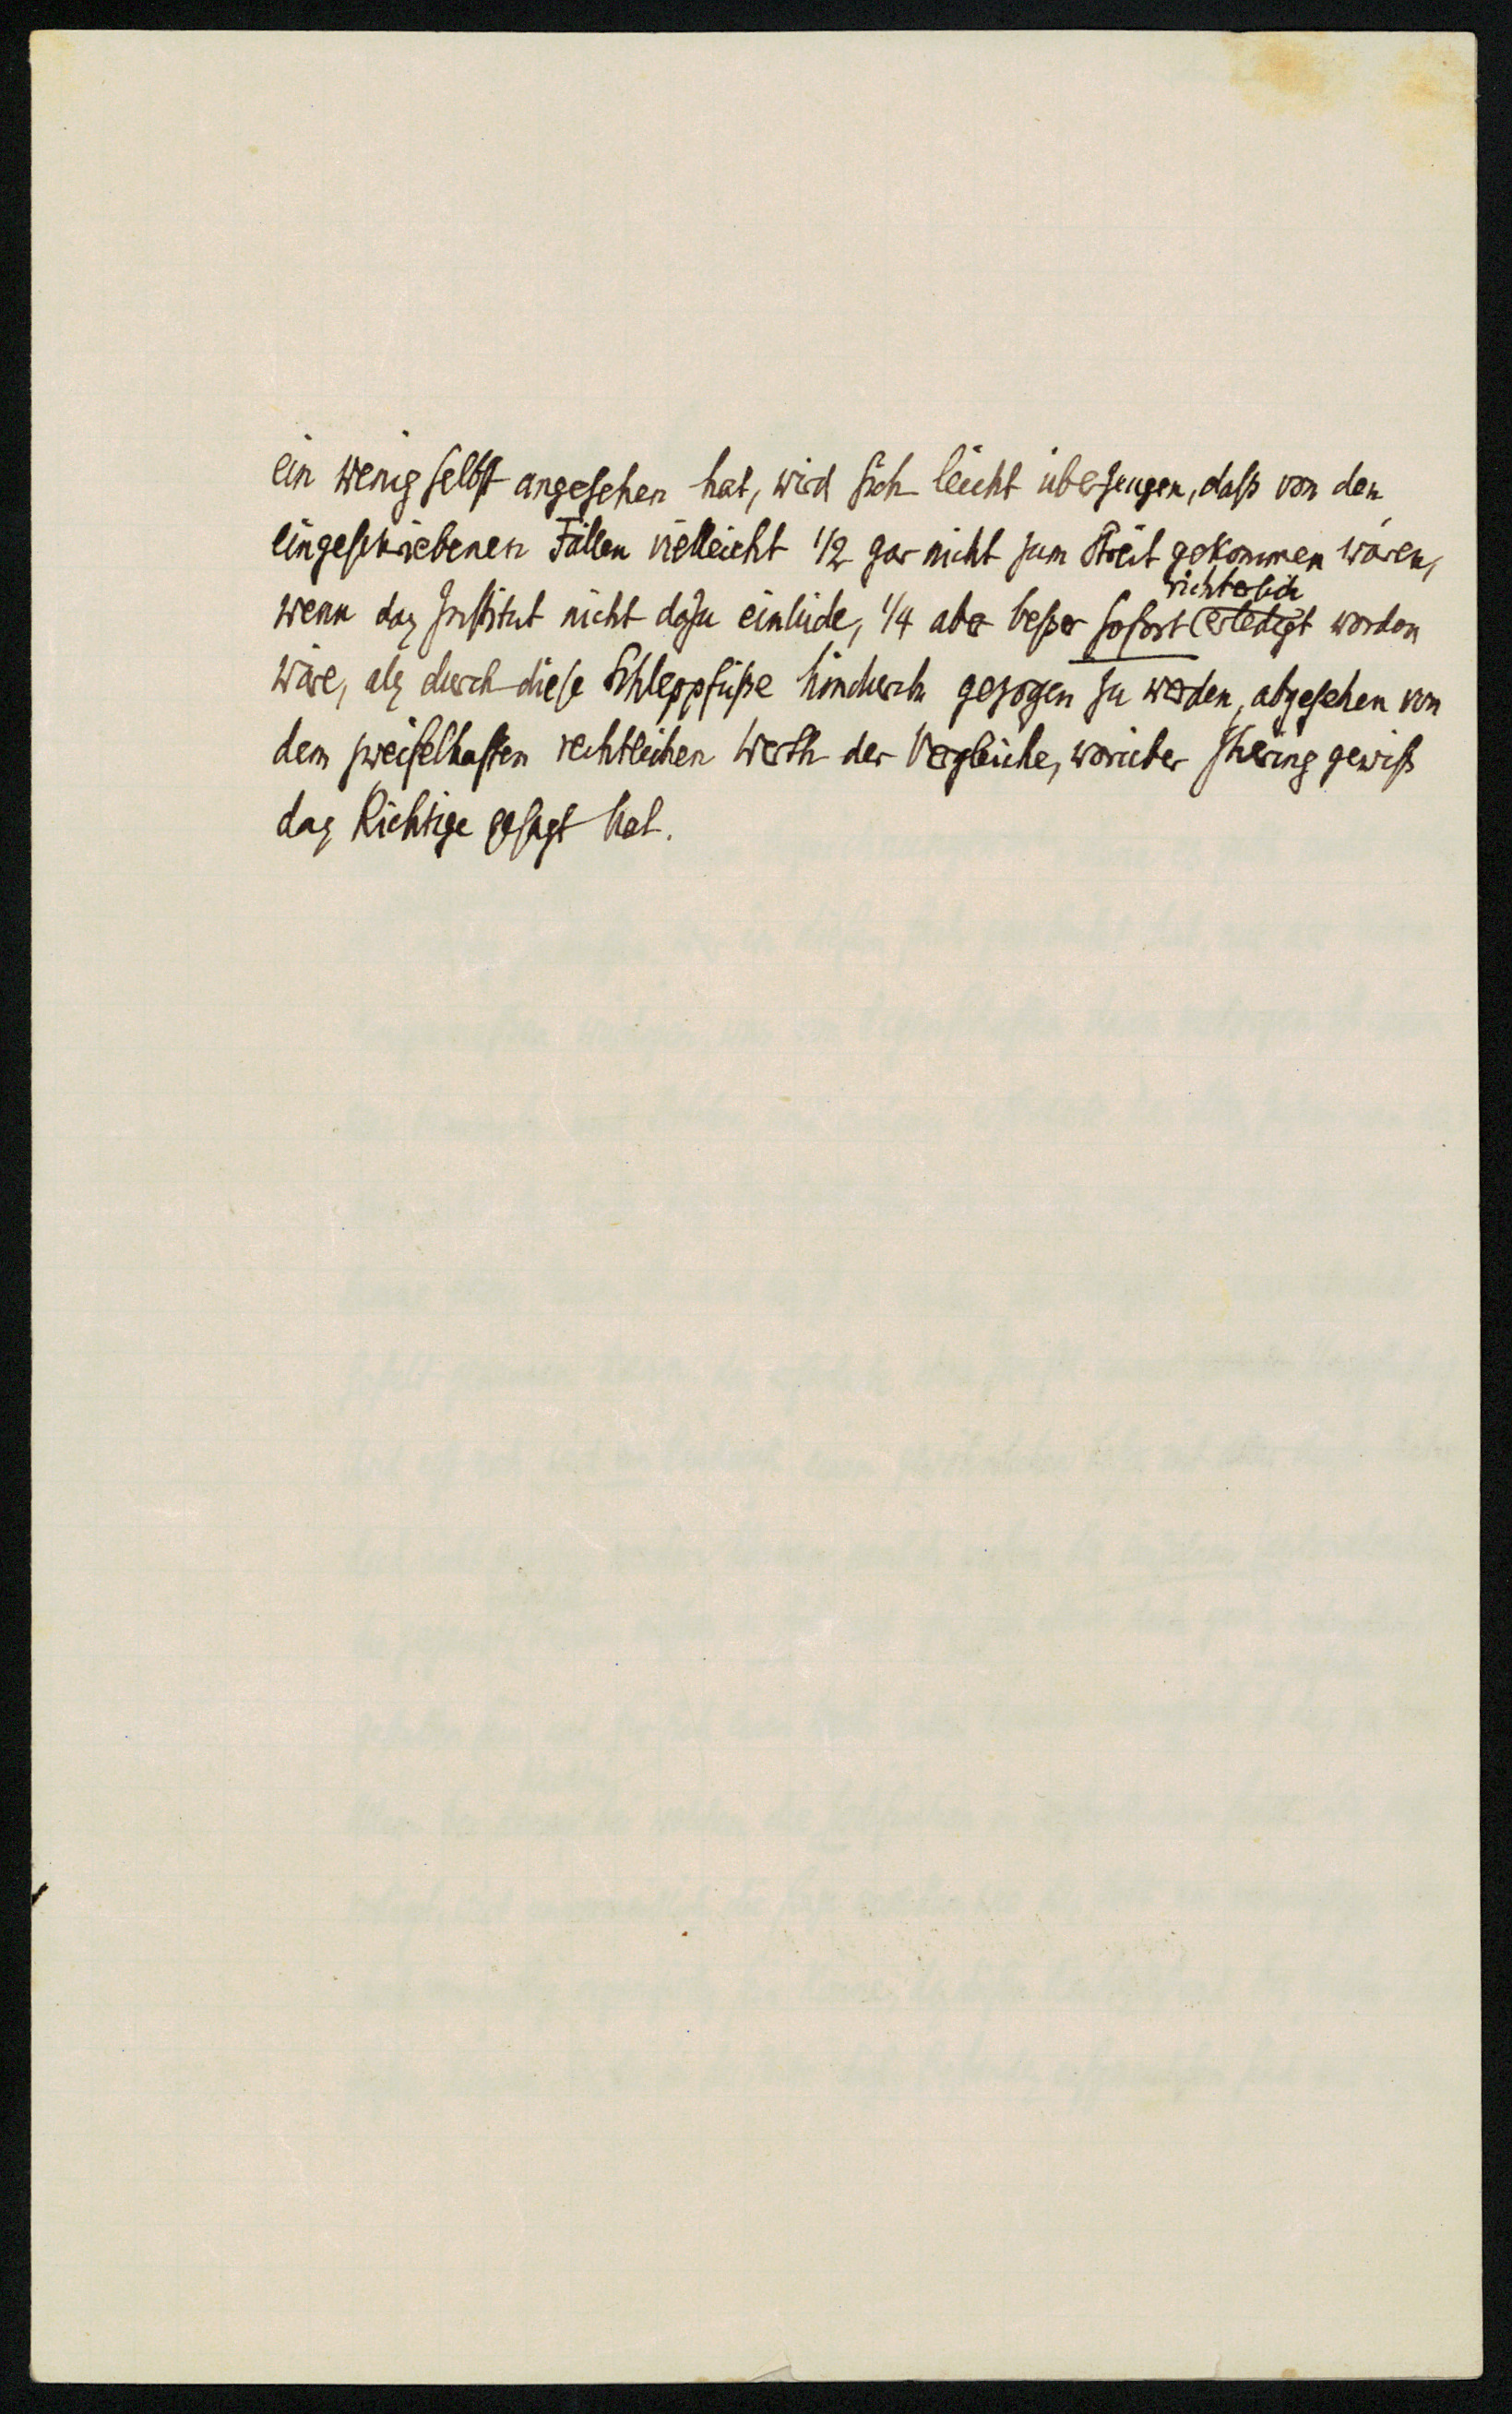 ein wenig selbst angesehen hat, wird sich leicht überzeugen, dass von den
eingeschriebenen Fällen vielleicht 1/2 gar nicht zum Streit gekommen wären,
richterlich
wenn das Institut nicht dazu einlüde, 1/4 aber besser sofort erledigt worden
wäre, als durch diese Schleppfüsse hindurch gezogen zu werden, abgesehen von
dem zweifelhaften rechtlichen Werth der Vergleiche, worüber Ihering gewiss
das Richtige gesagt hat.